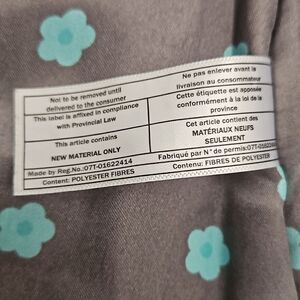 Not to be removed until
delivered to the consumer
This label is affixed in compliance
with Provincial Law
This article contains
NEW MATERIAL ONLY
Made by Reg.No.:07T-01622414
Content: POLYESTER FIBRES
Ne pas enlever avant la
livraison au consommateur
Cette étiquette est apposée
conformément à la loi de la
province
Cet article contient des
MATÉRIAUX NEUFS
SEULEMENT
Fabriqué par N° de permis:07T-01622414
Contenu: FIBRES DE POLYESTER